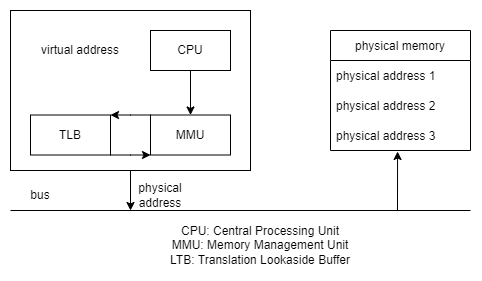 virtual address
CPU
TLB
MMU
physical memory
physical address 1
physical address 2
physical address 3
bus
physical
address
CPU: Central Processing Unit
MMU: Memory Management Unit
LTB: Translation Lookaside Buffer